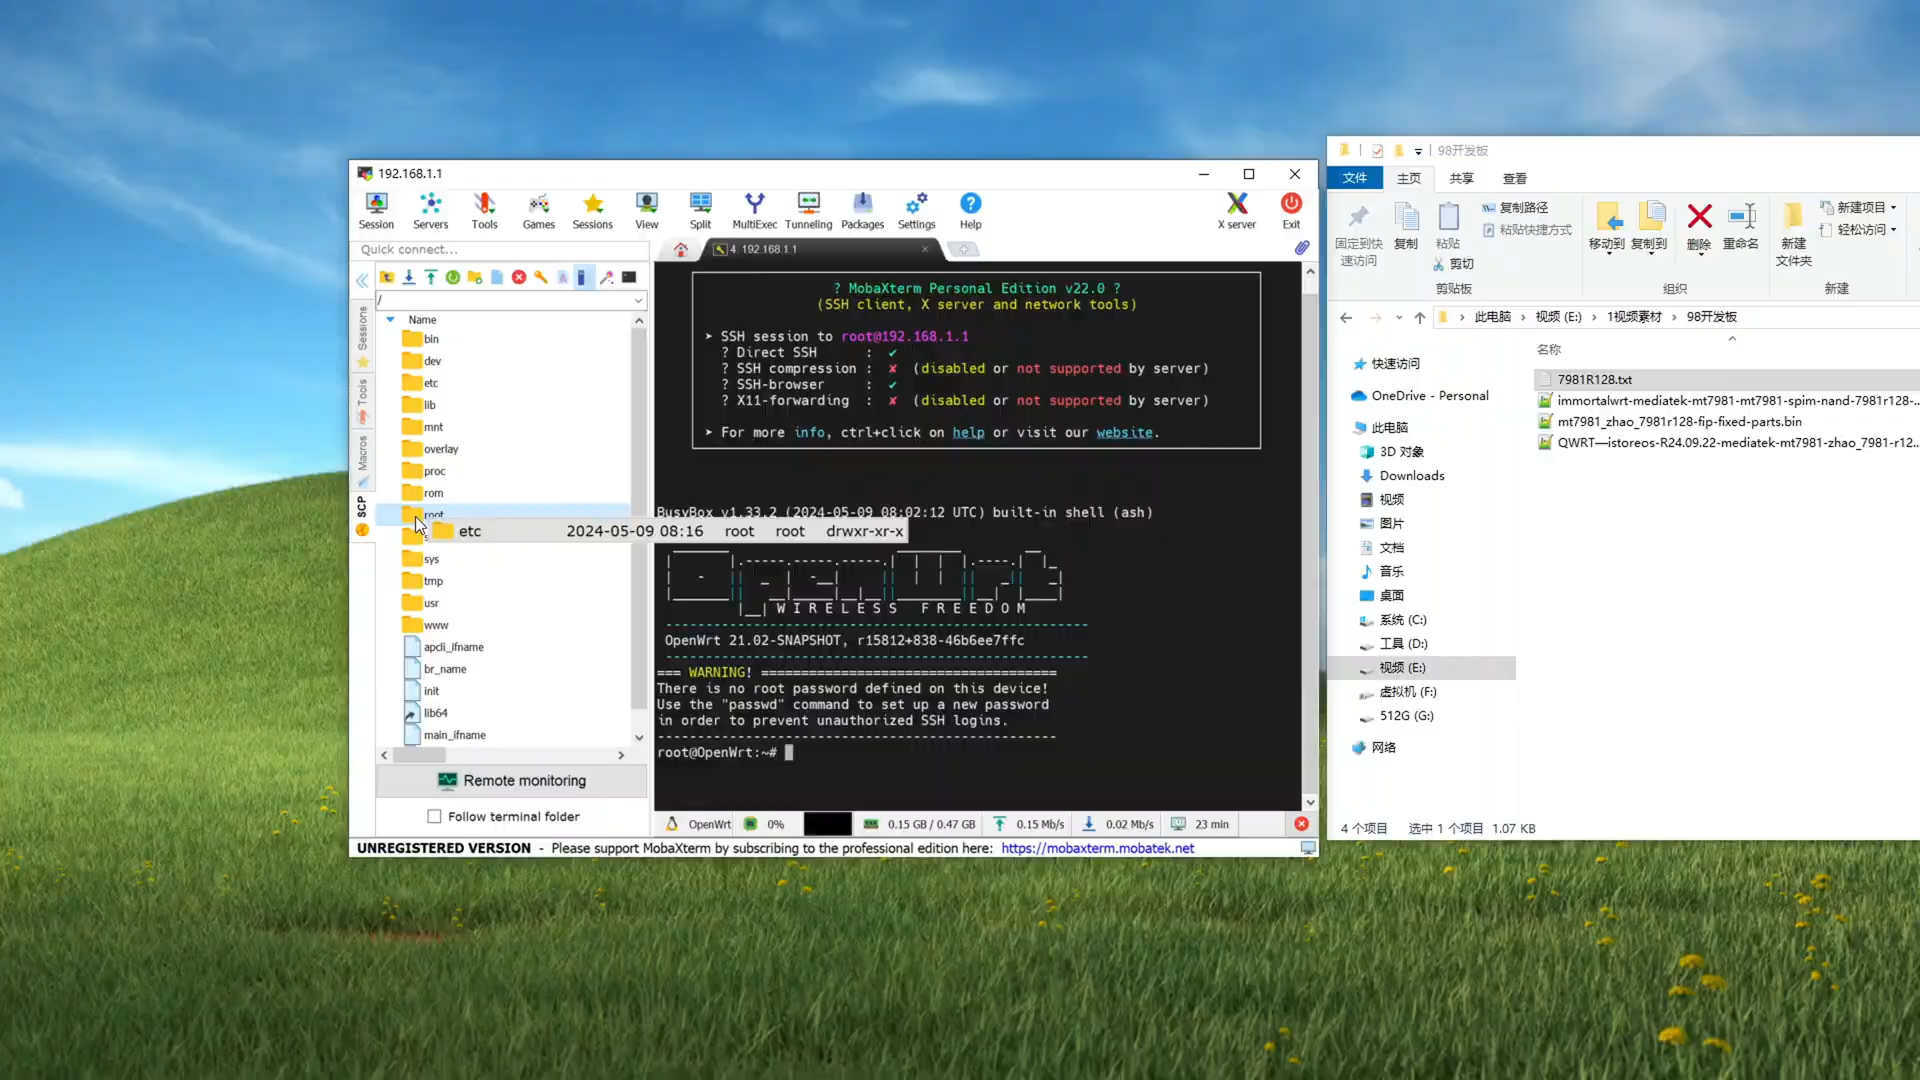 192.168.1.1
Session
Servers
Tools
Games
Sessions
View
Split
MultiExec
Tunneling
Packages
Settings
Help
X server
Exit
Quick connect...
4. 192.168.1.1
/
Name
bin
dev
etc
lib
mnt
overlay
proc
rom
root
sys
tmp
usr
www
apcli_ifname
br_name
init
lib64
main_ifname
etc 2024-05-09 08:16 root root drwxr-xr-x
Sessions
Tools
Macros
SCP
Remote monitoring
Follow terminal folder
? MobaXterm Personal Edition v22.0 ?
(SSH client, X server and network tools)
➤ SSH session to root@192.168.1.1
? Direct SSH : ✔
? SSH compression : ✘ (disabled or not supported by server)
? SSH-browser : ✔
? X11-forwarding : ✘ (disabled or not supported by server)
➤ For more info, ctrl+click on help or visit our website.
BusyBox v1.33.2 (2024-05-09 08:02:12 UTC) built-in shell (ash)
OpenWrt
W I R E L E S S   F R E E D O M
OpenWrt 21.02-SNAPSHOT, r15812+838-46b6ee7ffc
=== WARNING! =====================================
There is no root password defined on this device!
Use the "passwd" command to set up a new password
in order to prevent unauthorized SSH logins.
root@OpenWrt:~#
OpenWrt
0%
0.15 GB / 0.47 GB
0.15 Mb/s
0.02 Mb/s
23 min
UNREGISTERED VERSION - Please support MobaXterm by subscribing to the professional edition here: https://mobaxterm.mobatek.net
98开发板
文件
主页
共享
查看
固定到快速访问
复制
粘贴
复制路径
粘贴快捷方式
剪切
剪贴板
移动到
复制到
删除
重命名
组织
新建文件夹
新建项目
轻松访问
新建
此电脑 > 视频 (E:) > 1视频素材 > 98开发板
名称
快速访问
OneDrive - Personal
此电脑
3D 对象
Downloads
视频
图片
文档
音乐
桌面
系统 (C:)
工具 (D:)
视频 (E:)
虚拟机 (F:)
512G (G:)
网络
7981R128.txt
immortalwrt-mediatek-mt7981-mt7981-spim-nand-7981r128-...
mt7981_zhao_7981r128-fip-fixed-parts.bin
QWRT—istoreos-R24.09.22-mediatek-mt7981-zhao_7981-r12...
4 个项目
选中 1 个项目 1.07 KB